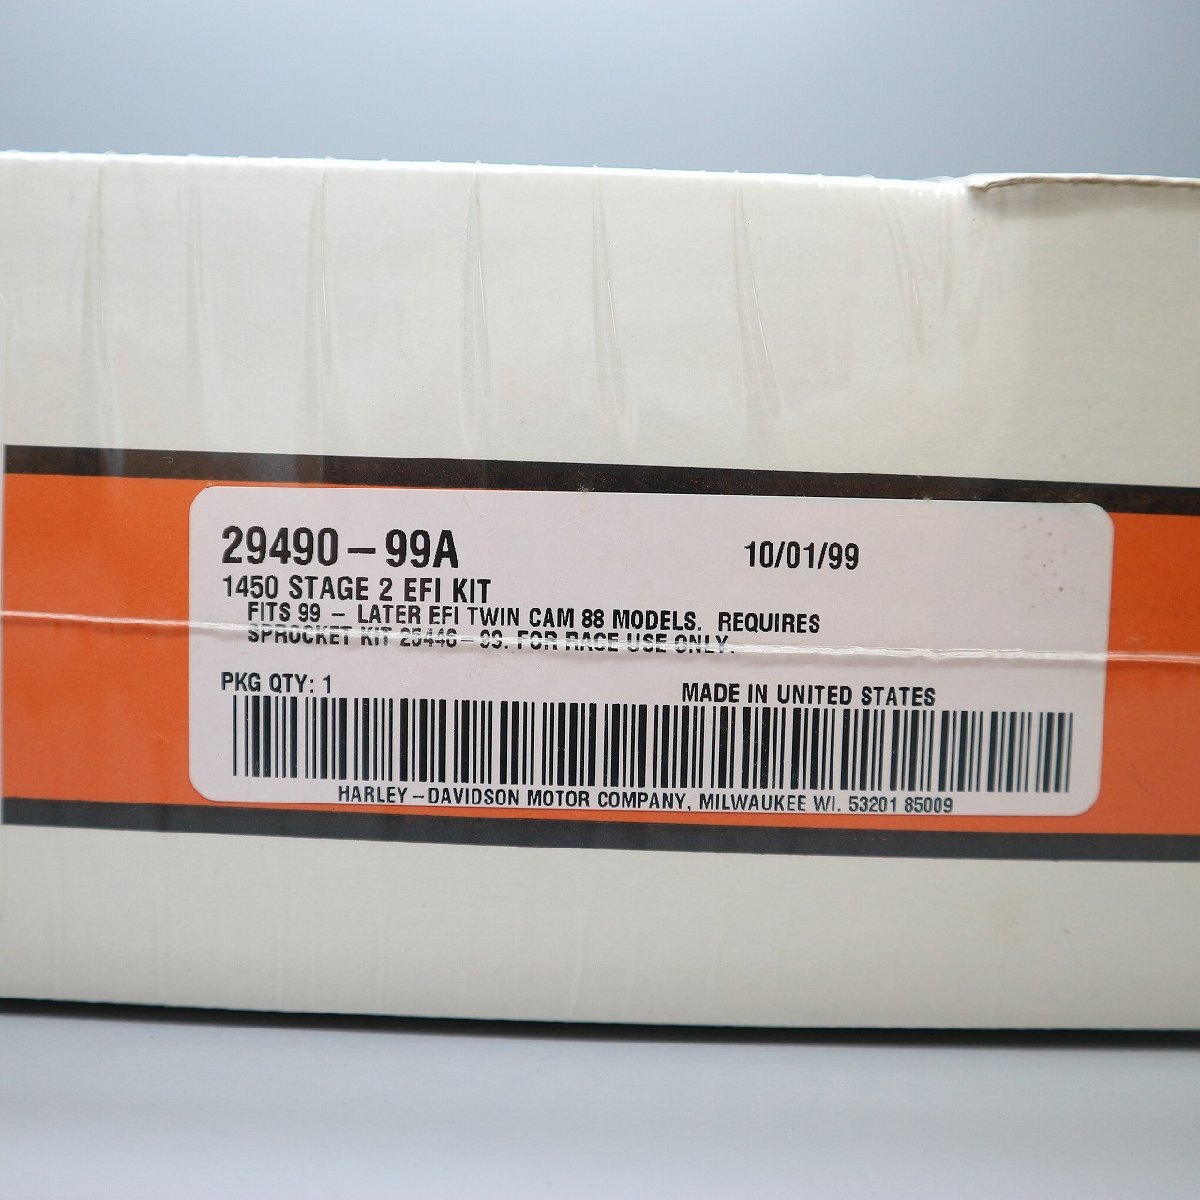 29490-99A 10/01/99
1450 STAGE 2 EFI KIT
FITS 99 - LATER EFI TWIN CAM 88 MODELS. REQUIRES
SPROCKET KIT 25446-99. FOR RACE USE ONLY.
PKG QTY: 1 MADE IN UNITED STATES
HARLEY-DAVIDSON MOTOR COMPANY, MILWAUKEE WI. 53201 85009